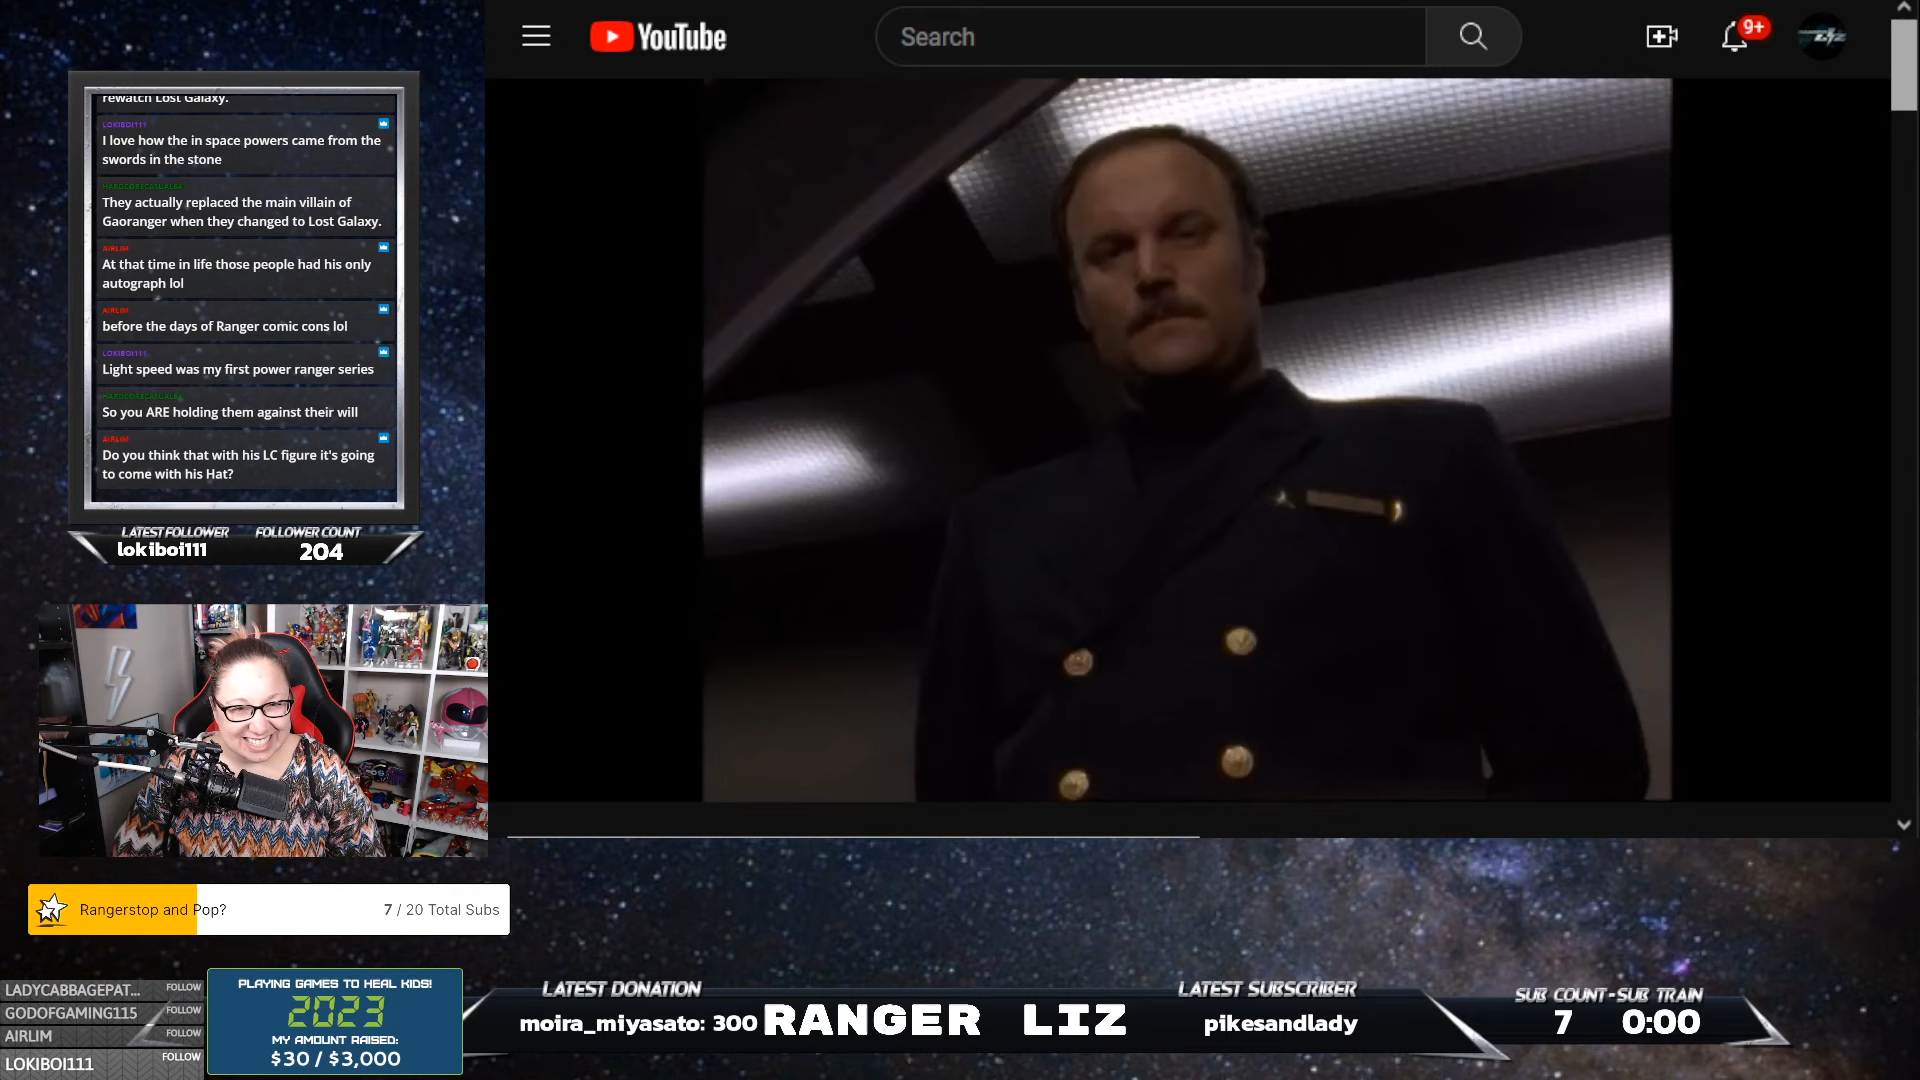 YouTube
Search
9+
rewatch Lost Galaxy.
LOKIBOI111
I love how the in space powers came from the
swords in the stone
HARDCORECASUAL84
They actually replaced the main villain of
Gaoranger when they changed to Lost Galaxy.
AIRLIM
At that time in life those people had his only
autograph lol
AIRLIM
before the days of Ranger comic cons lol
LOKIBOI111
Light speed was my first power ranger series
HARDCORECASUAL84
So you ARE holding them against their will
AIRLIM
Do you think that with his LC figure it's going
to come with his Hat?
LATEST FOLLOWER FOLLOWER COUNT
lokiboi111 204
Rangerstop and Pop? 7 / 20 Total Subs
LADYCABBAGEPAT... FOLLOW
GODOFGAMING115 FOLLOW
AIRLIM FOLLOW
LOKIBOI111 FOLLOW
PLAYING GAMES TO HEAL KIDS!
2023
MY AMOUNT RAISED:
$30 / $3,000
LATEST DONATION
moira_miyasato: 300
RANGER LIZ
LATEST SUBSCRIBER
pikesandlady
SUB COUNT - SUB TRAIN
7 0:00